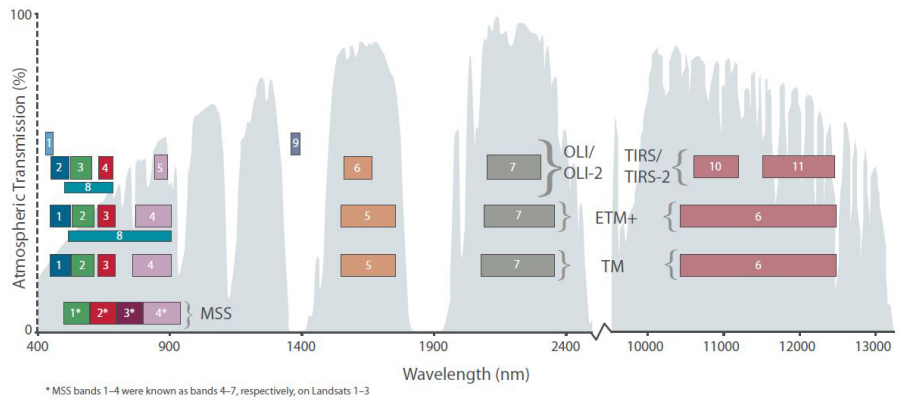 100
Atmospheric Transmission (%)
0
1
9
2 3 4 5 6 7 OLI/ OLI-2 TIRS/ TIRS-2 10 11
8
1 2 3 4 5 7 ETM+ 6
8
1 2 3 4 5 7 TM 6
1* 2* 3* 4* MSS
400 900 1400 1900 2400 10000 11000 12000 13000
Wavelength (nm)
* MSS bands 1–4 were known as bands 4–7, respectively, on Landsats 1–3